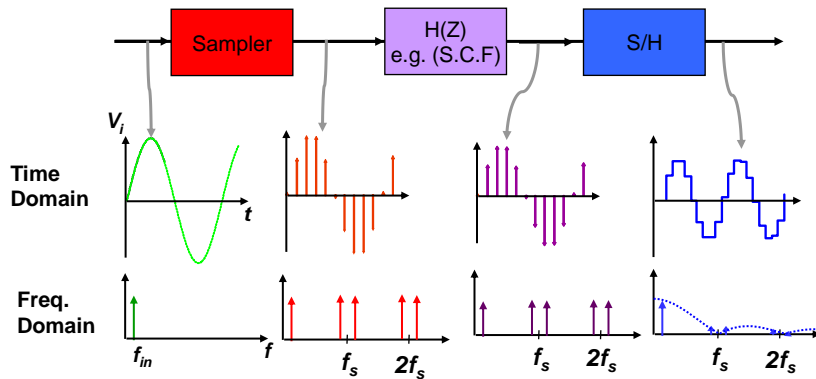 Sampler
H(Z)
e.g. (S.C.F)
S/H
Vi
Time
Domain
t
Freq.
Domain
fin
f
fs
2fs
fs
2fs
fs
2fs